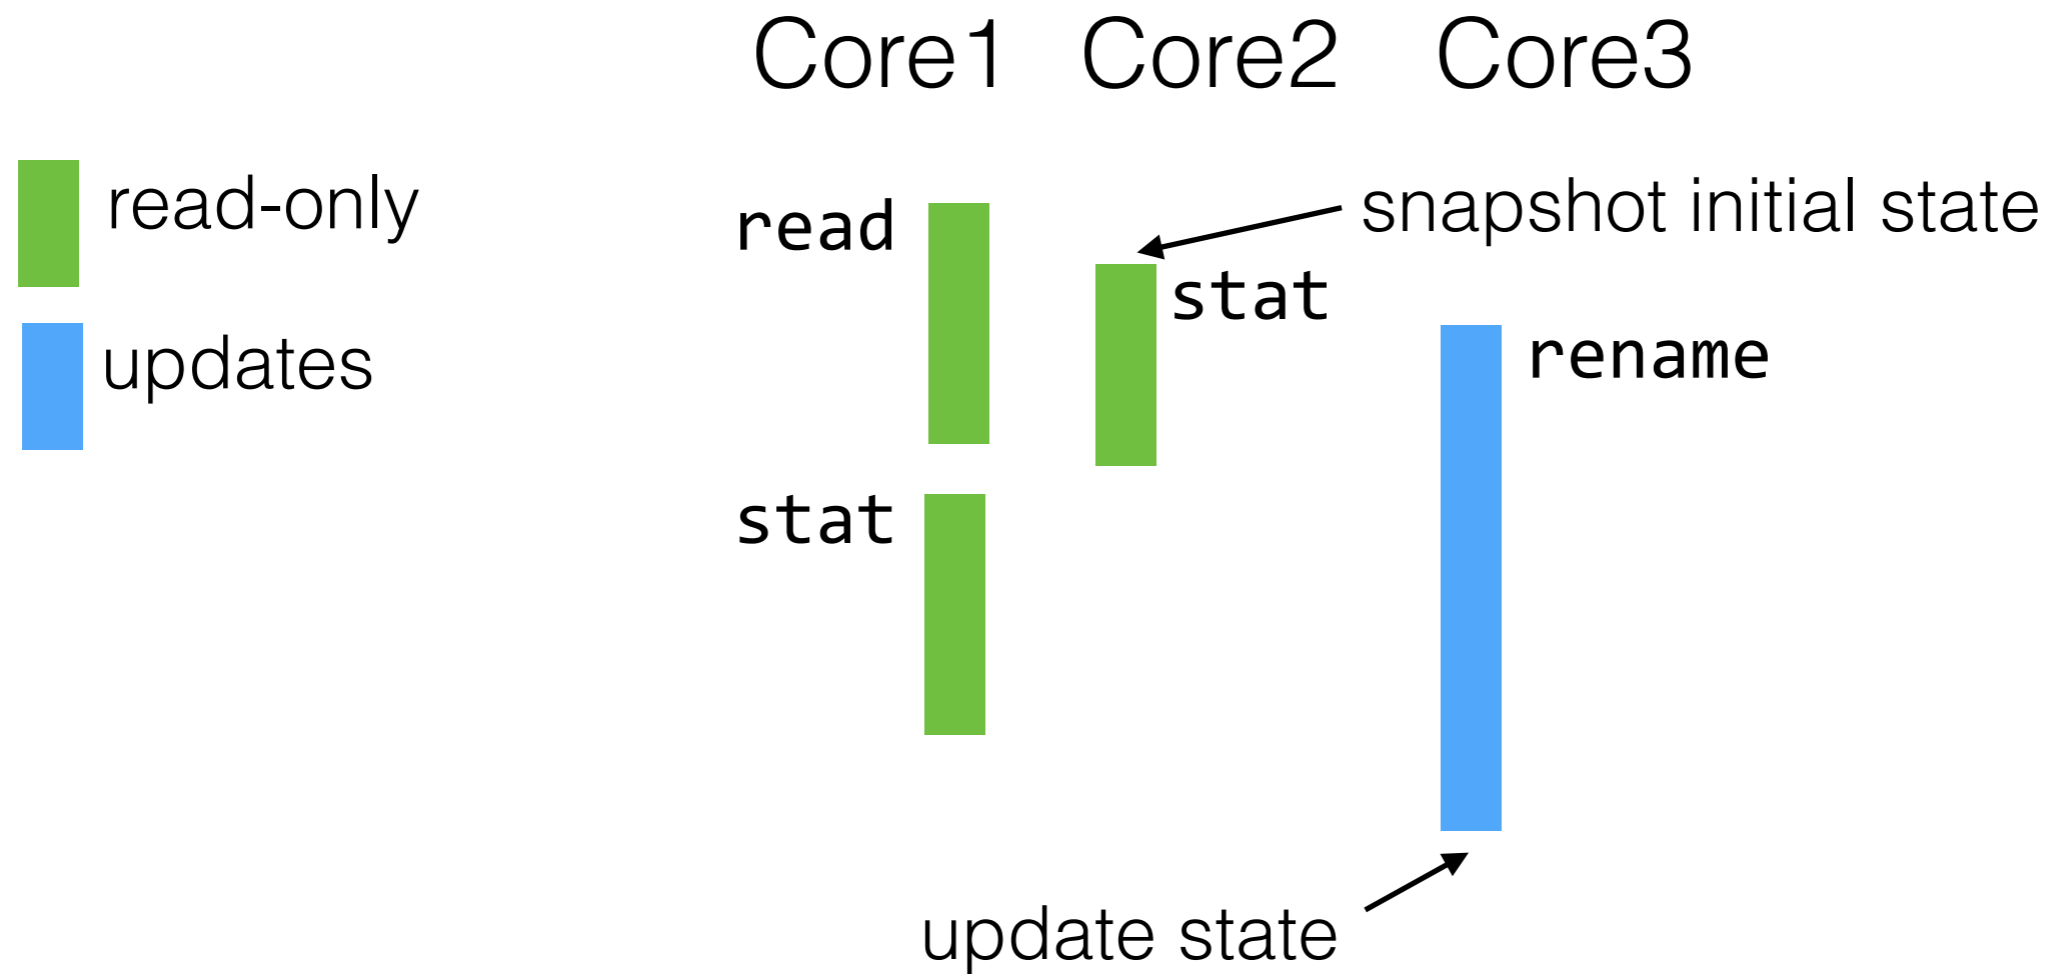 Core1 Core2 Core3
read-only
updates
read
snapshot initial state
stat
rename
stat
update state